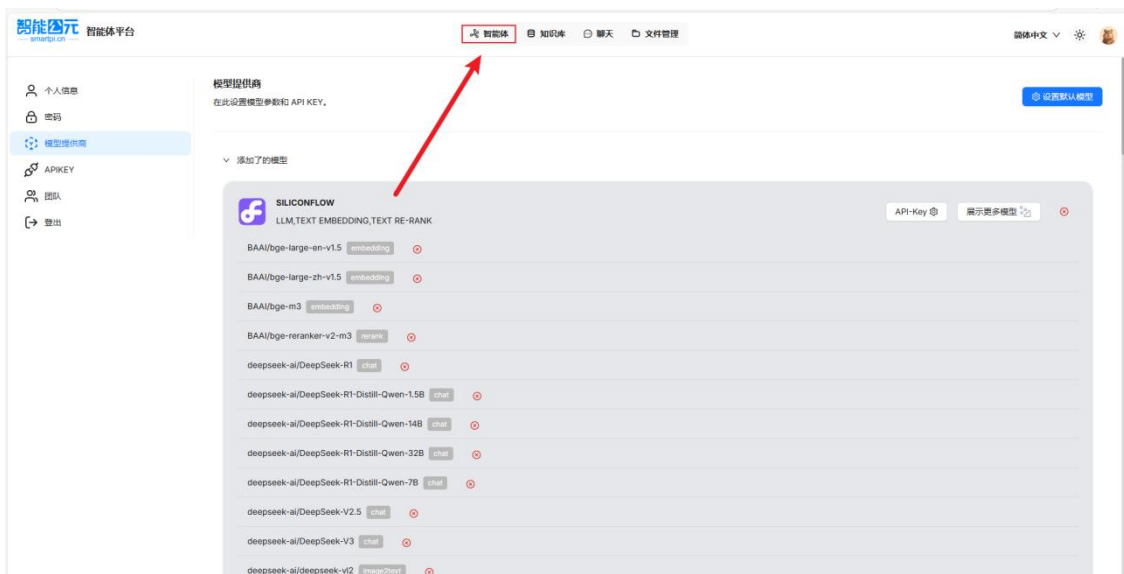 智能公元 智能体平台 智能体 知识库 聊天 文件管理 简体中文
smartpi.cn
个人信息
密码
模型提供商
APIKEY
团队
登出
模型提供商
在此设置模型参数和 API KEY。
设置默认模型
添加了的模型
SILICONFLOW
LLM,TEXT EMBEDDING,TEXT RE-RANK
API-Key 展示更多模型
BAAI/bge-large-en-v1.5 embedding
BAAI/bge-large-zh-v1.5 embedding
BAAI/bge-m3 embedding
BAAI/bge-reranker-v2-m3 rerank
deepseek-ai/DeepSeek-R1 chat
deepseek-ai/DeepSeek-R1-Distill-Qwen-1.5B chat
deepseek-ai/DeepSeek-R1-Distill-Qwen-14B chat
deepseek-ai/DeepSeek-R1-Distill-Qwen-32B chat
deepseek-ai/DeepSeek-R1-Distill-Qwen-7B chat
deepseek-ai/DeepSeek-V2.5 chat
deepseek-ai/DeepSeek-V3 chat
deepseek-ai/deepseek-vl2 image2text